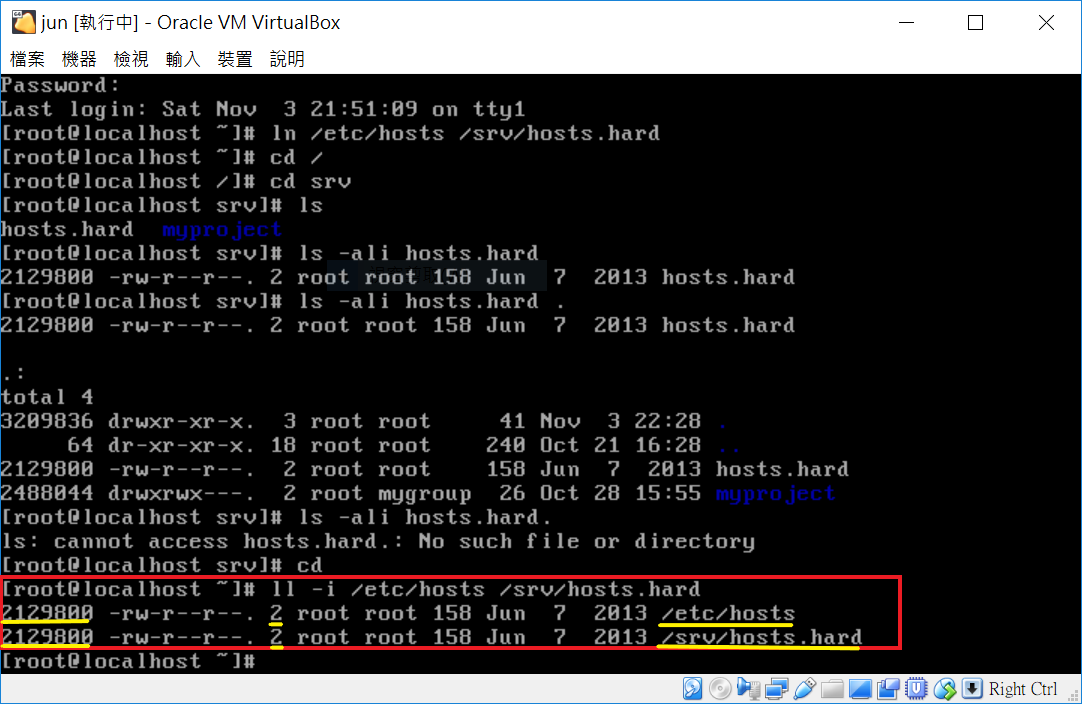 jun [執行中] - Oracle VM VirtualBox
檔案 機器 檢視 輸入 裝置 說明
Password:
Last login: Sat Nov  3 21:51:09 on tty1
[root@localhost ~]# ln /etc/hosts /srv/hosts.hard
[root@localhost ~]# cd /
[root@localhost /]# cd srv
[root@localhost srv]# ls
hosts.hard  myproject
[root@localhost srv]# ls -ali hosts.hard
2129800 -rw-r--r--. 2 root root 158 Jun  7  2013 hosts.hard
[root@localhost srv]# ls -ali hosts.hard .
2129800 -rw-r--r--. 2 root root 158 Jun  7  2013 hosts.hard
.:
total 4
3209836 drwxr-xr-x.  3 root root     41 Nov  3 22:28 .
     64 dr-xr-xr-x. 18 root root    240 Oct 21 16:28 ..
2129800 -rw-r--r--.  2 root root    158 Jun  7  2013 hosts.hard
2488044 drwxrwx---.  2 root mygroup  26 Oct 28 15:55 myproject
[root@localhost srv]# ls -ali hosts.hard.
ls: cannot access hosts.hard.: No such file or directory
[root@localhost srv]# cd
[root@localhost ~]# ll -i /etc/hosts /srv/hosts.hard
2129800 -rw-r--r--. 2 root root 158 Jun  7  2013 /etc/hosts
2129800 -rw-r--r--. 2 root root 158 Jun  7  2013 /srv/hosts.hard
[root@localhost ~]#
Right Ctrl